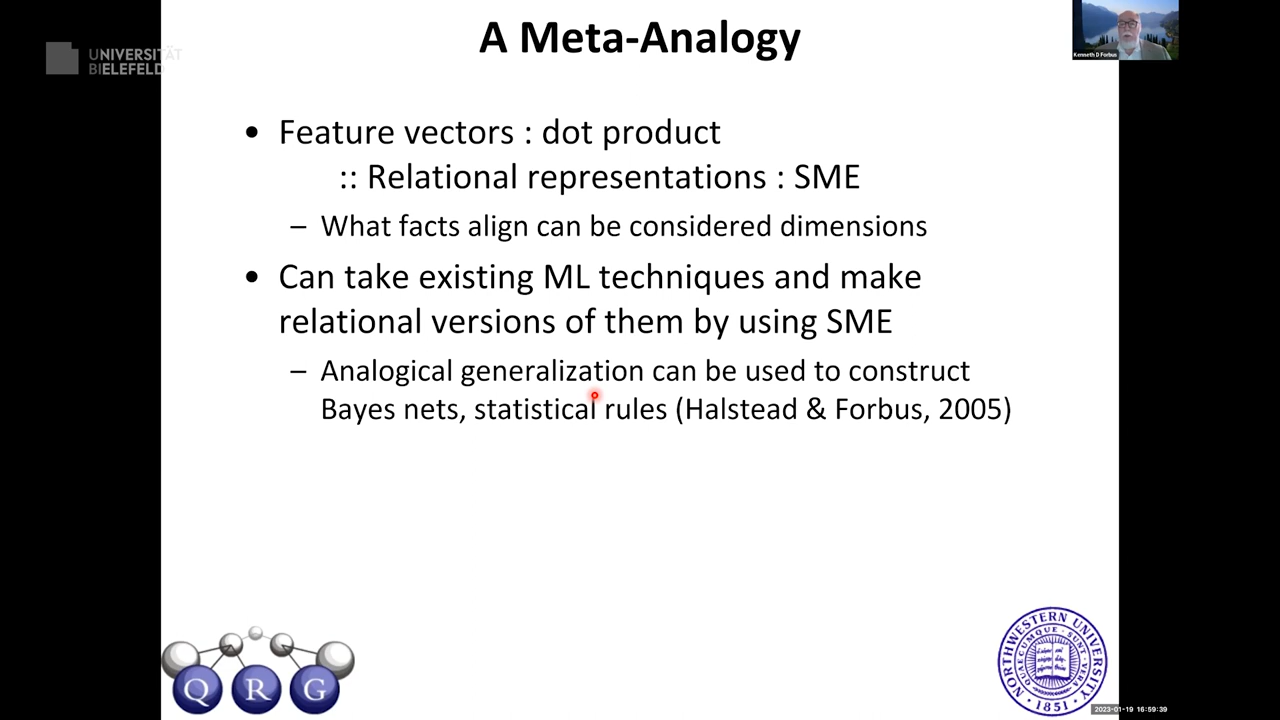 A Meta-Analogy
UNIVERSITÄT
BIELEFELD
Kenneth D Forbus
• Feature vectors : dot product
:: Relational representations : SME
– What facts align can be considered dimensions
• Can take existing ML techniques and make
relational versions of them by using SME
– Analogical generalization can be used to construct
Bayes nets, statistical rules (Halstead & Forbus, 2005)
Q R G
NORTHWESTERN UNIVERSITY
QUAECUMQUE SUNT VERA
1851
2023-01-19 16:59:39